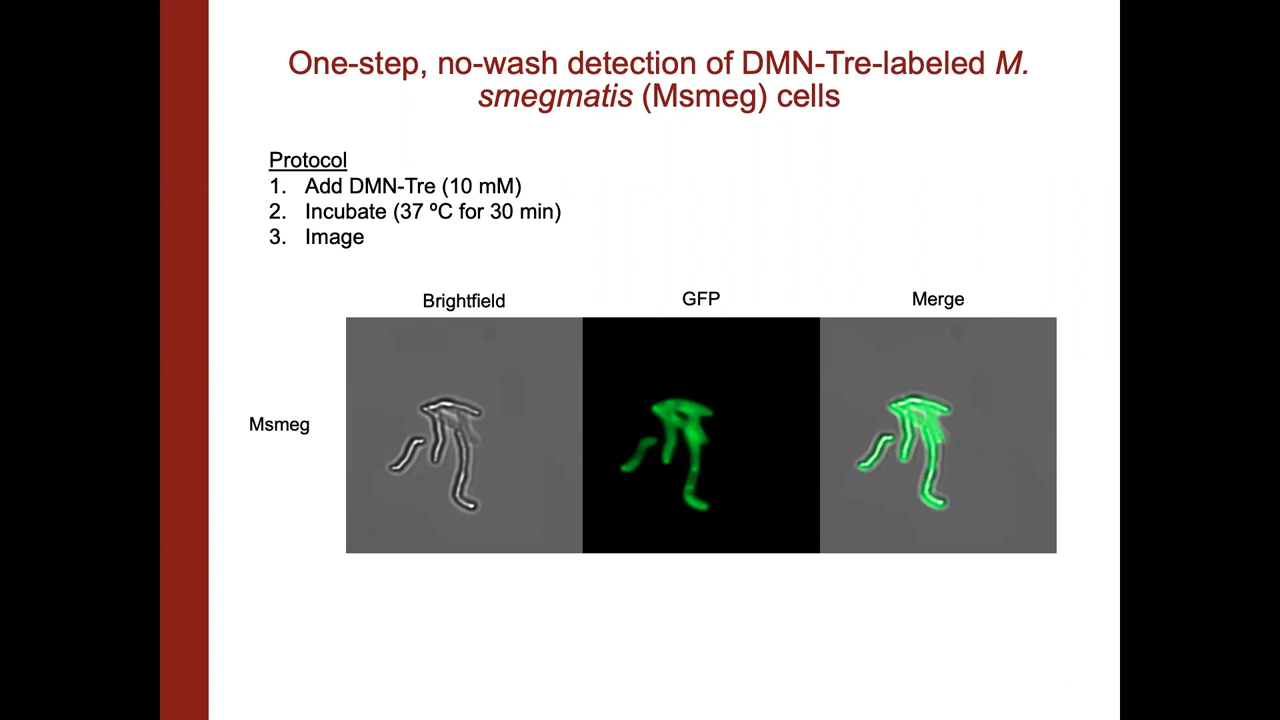 One-step, no-wash detection of DMN-Tre-labeled M.
smegmatis (Msmeg) cells
Protocol
1. Add DMN-Tre (10 mM)
2. Incubate (37 ºC for 30 min)
3. Image
Brightfield GFP Merge
Msmeg